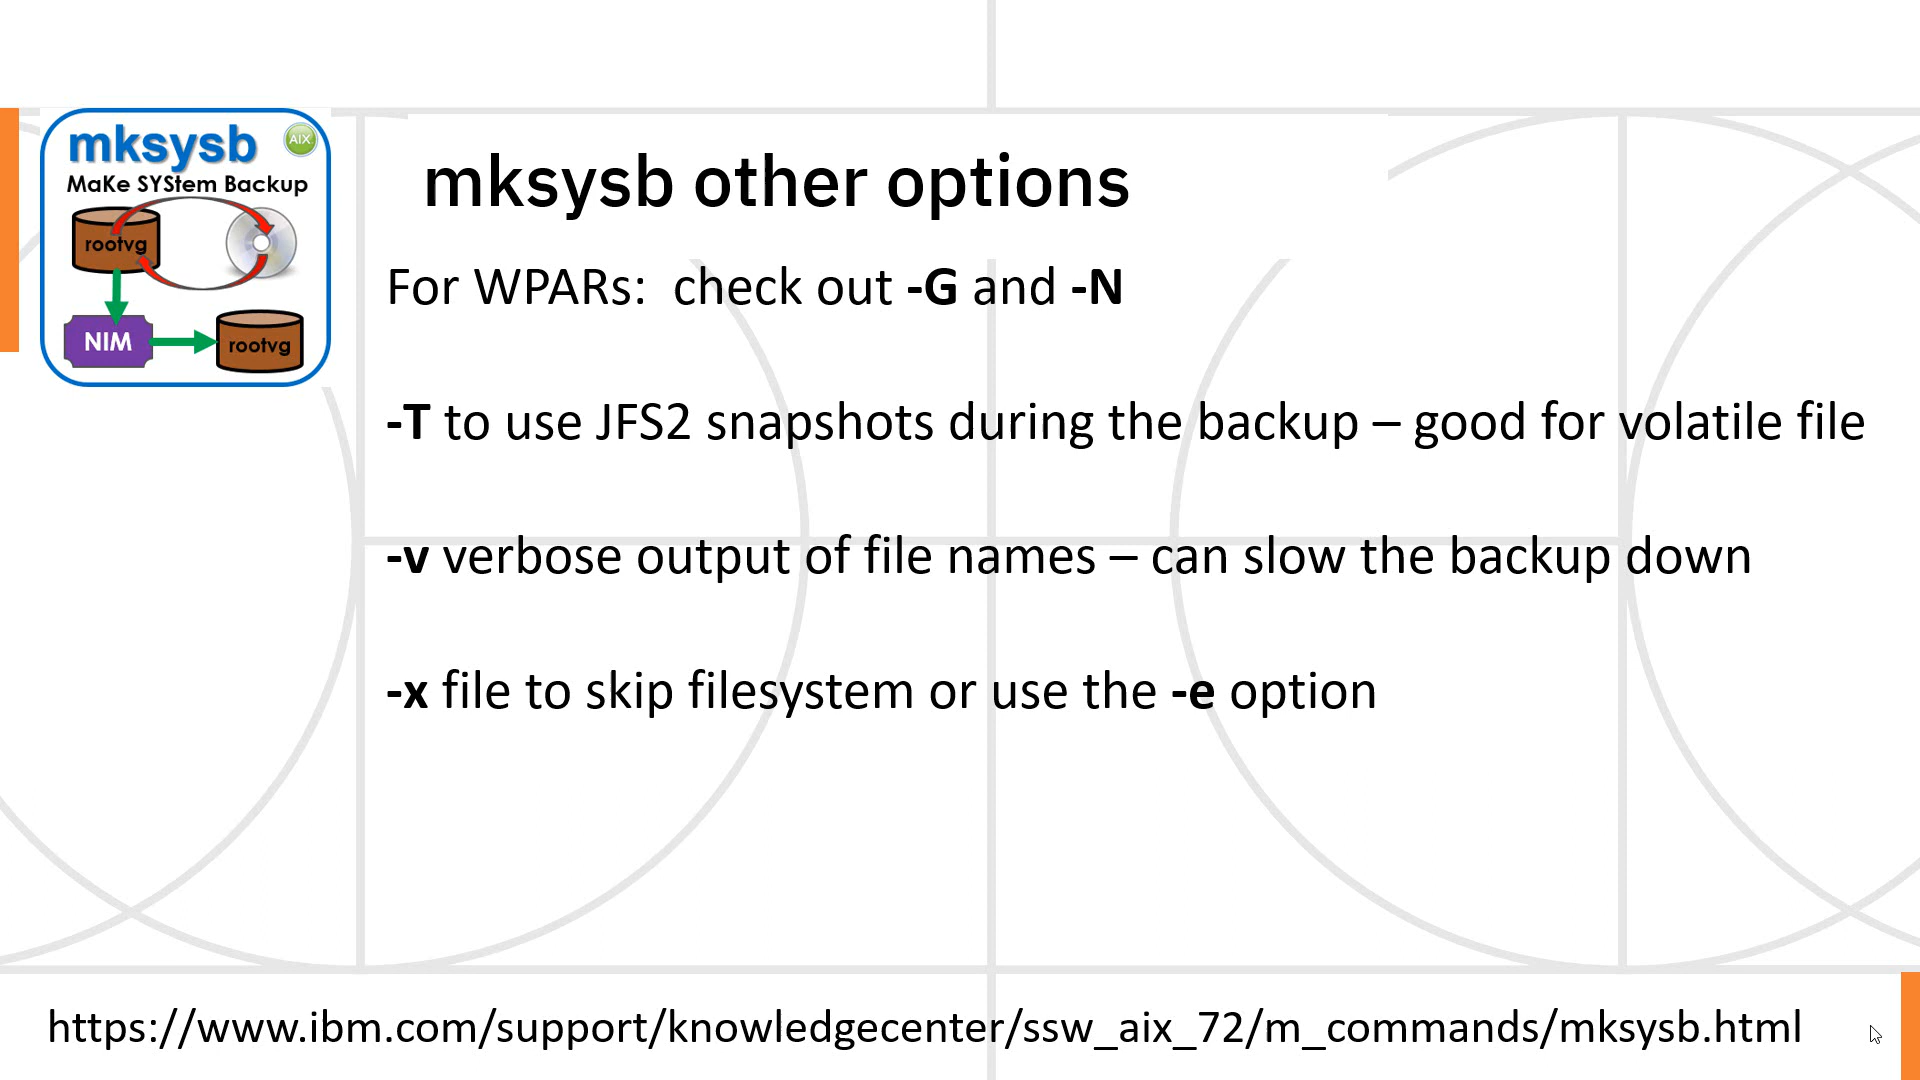 mksysb
AIX
MaKe SYStem Backup
rootvg
NIM
rootvg
mksysb other options
For WPARs: check out -G and -N
-T to use JFS2 snapshots during the backup – good for volatile file
-v verbose output of file names – can slow the backup down
-x file to skip filesystem or use the -e option
https://www.ibm.com/support/knowledgecenter/ssw_aix_72/m_commands/mksysb.html